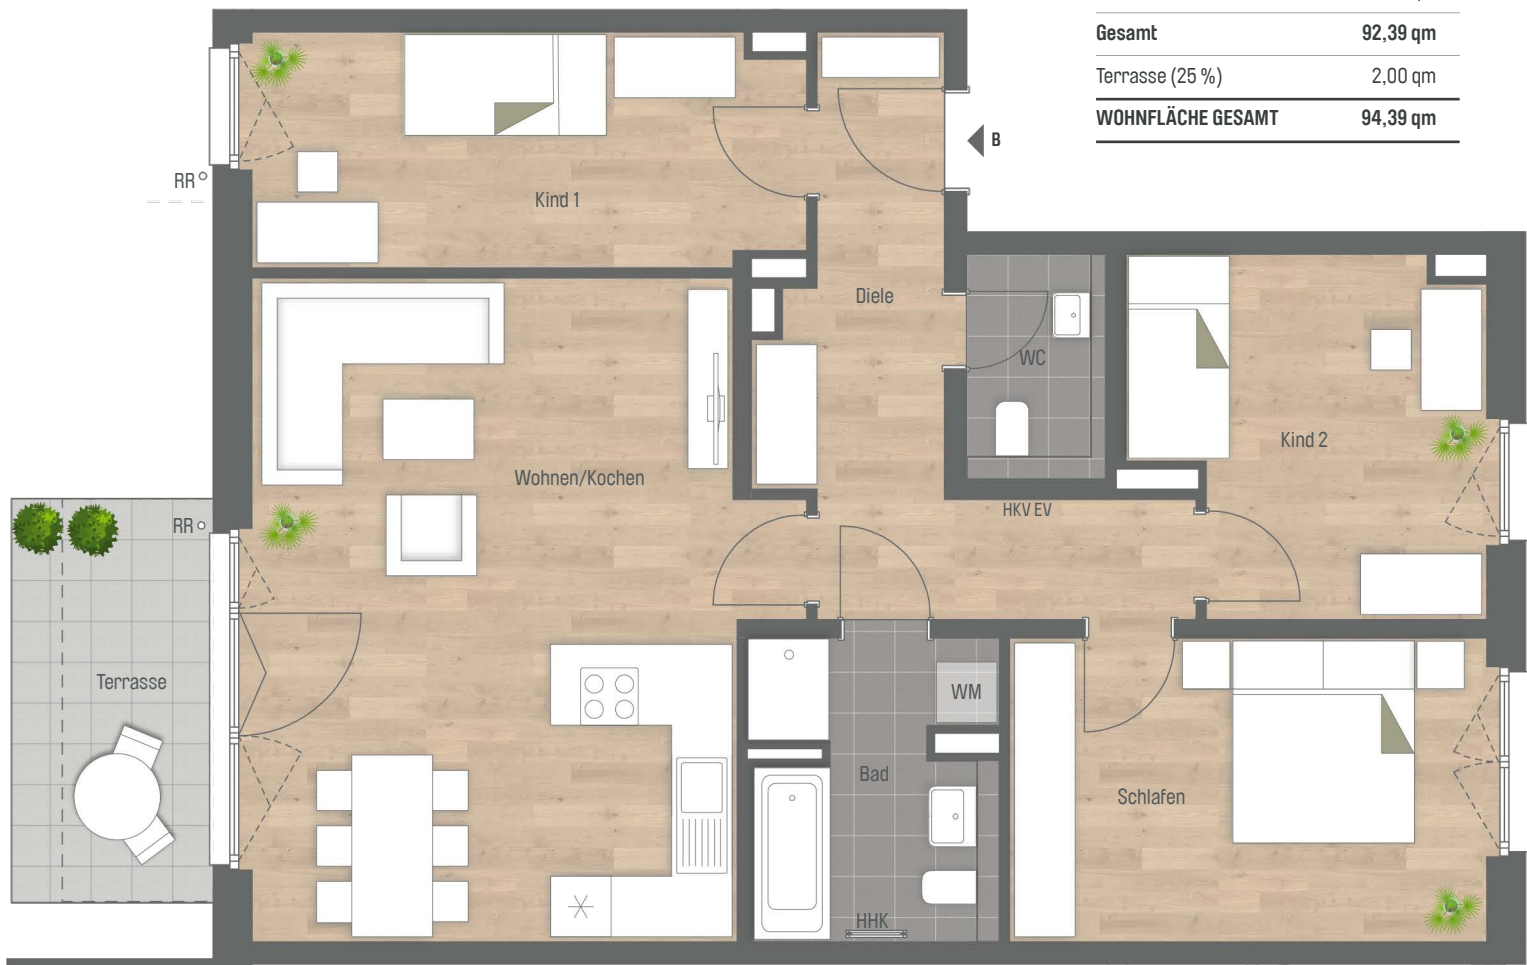 Gesamt 92,39 qm
Terrasse (25 %) 2,00 qm
WOHNFLÄCHE GESAMT 94,39 qm
B
RR
Kind 1
Diele
WC
Kind 2
Wohnen/Kochen
HKV EV
RR
Terrasse
WM
Bad
Schlafen
HHK